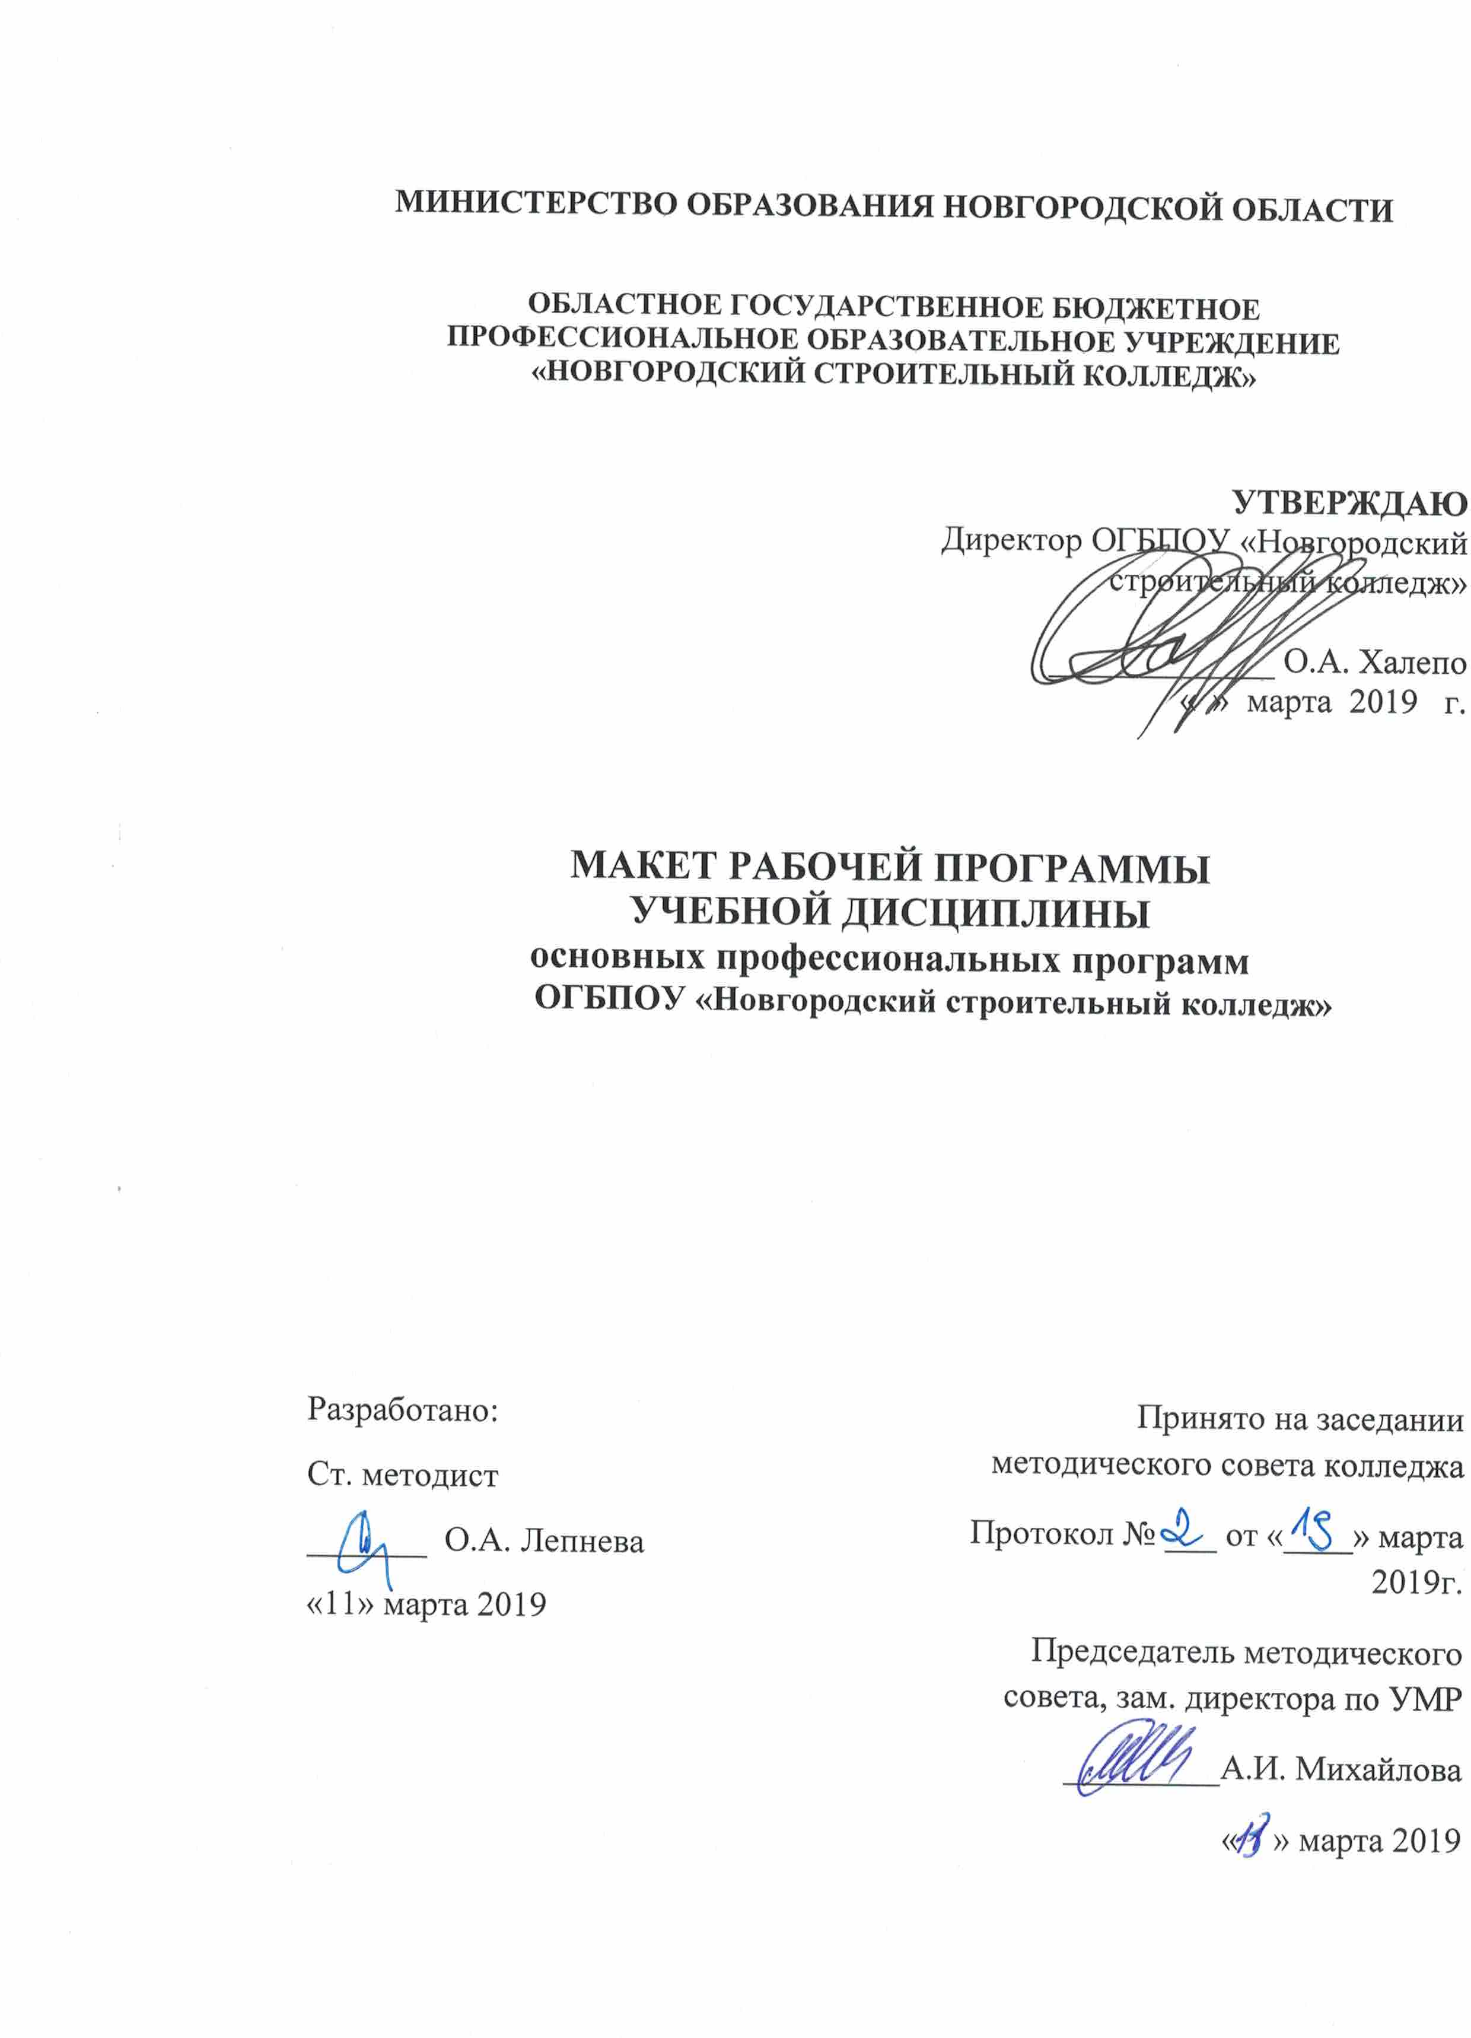 МИНИСТЕРСТВО ОБРАЗОВАНИЯ НОВГОРОДСКОЙ ОБЛАСТИ
ОБЛАСТНОЕ ГОСУДАРСТВЕННОЕ БЮДЖЕТНОЕ
ПРОФЕССИОНАЛЬНОЕ ОБРАЗОВАТЕЛЬНОЕ УЧРЕЖДЕНИЕ
«НОВГОРОДСКИЙ СТРОИТЕЛЬНЫЙ КОЛЛЕДЖ»
УТВЕРЖДАЮ
Директор ОГБПОУ «Новгородский
строительный колледж»
О.А. Халепо
« » марта 2019 г.
МАКЕТ РАБОЧЕЙ ПРОГРАММЫ
УЧЕБНОЙ ДИСЦИПЛИНЫ
основных профессиональных программ
ОГБПОУ «Новгородский строительный колледж»
Разработано:
Ст. методист
О.А. Лепнева
«11» марта 2019
Принято на заседании
методического совета колледжа
Протокол № 2 от « » марта
2019г.
Председатель методического
совета, зам. директора по УМР
А.И. Михайлова
« » марта 2019